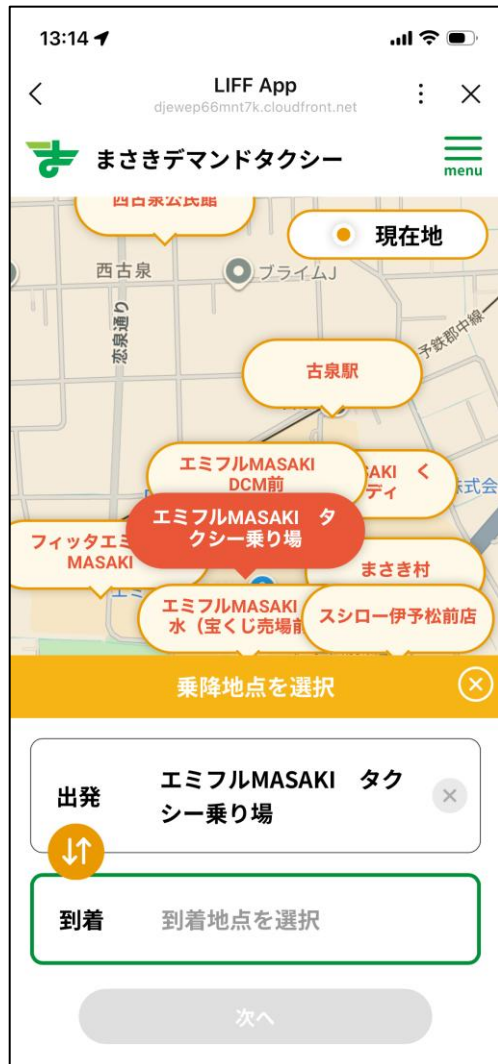 13:14
LIFF App
djewep66mnt7k.cloudfront.net
まさきデマンドタクシー
menu
西古泉公民館
現在地
西古泉
プライムJ
恋泉通り
予鉄郡中線
古泉駅
エミフルMASAKI
DCM前
AKI く
ディ
式会
エミフルMASAKI タ
クシー乗り場
フィッタエミ
MASAKI
まさき村
エミ
エミフルMASAKI
水（宝くじ売場前
スシロー伊予松前店
乗降地点を選択
出発
エミフルMASAKI タク
シー乗り場
到着
到着地点を選択
次へ